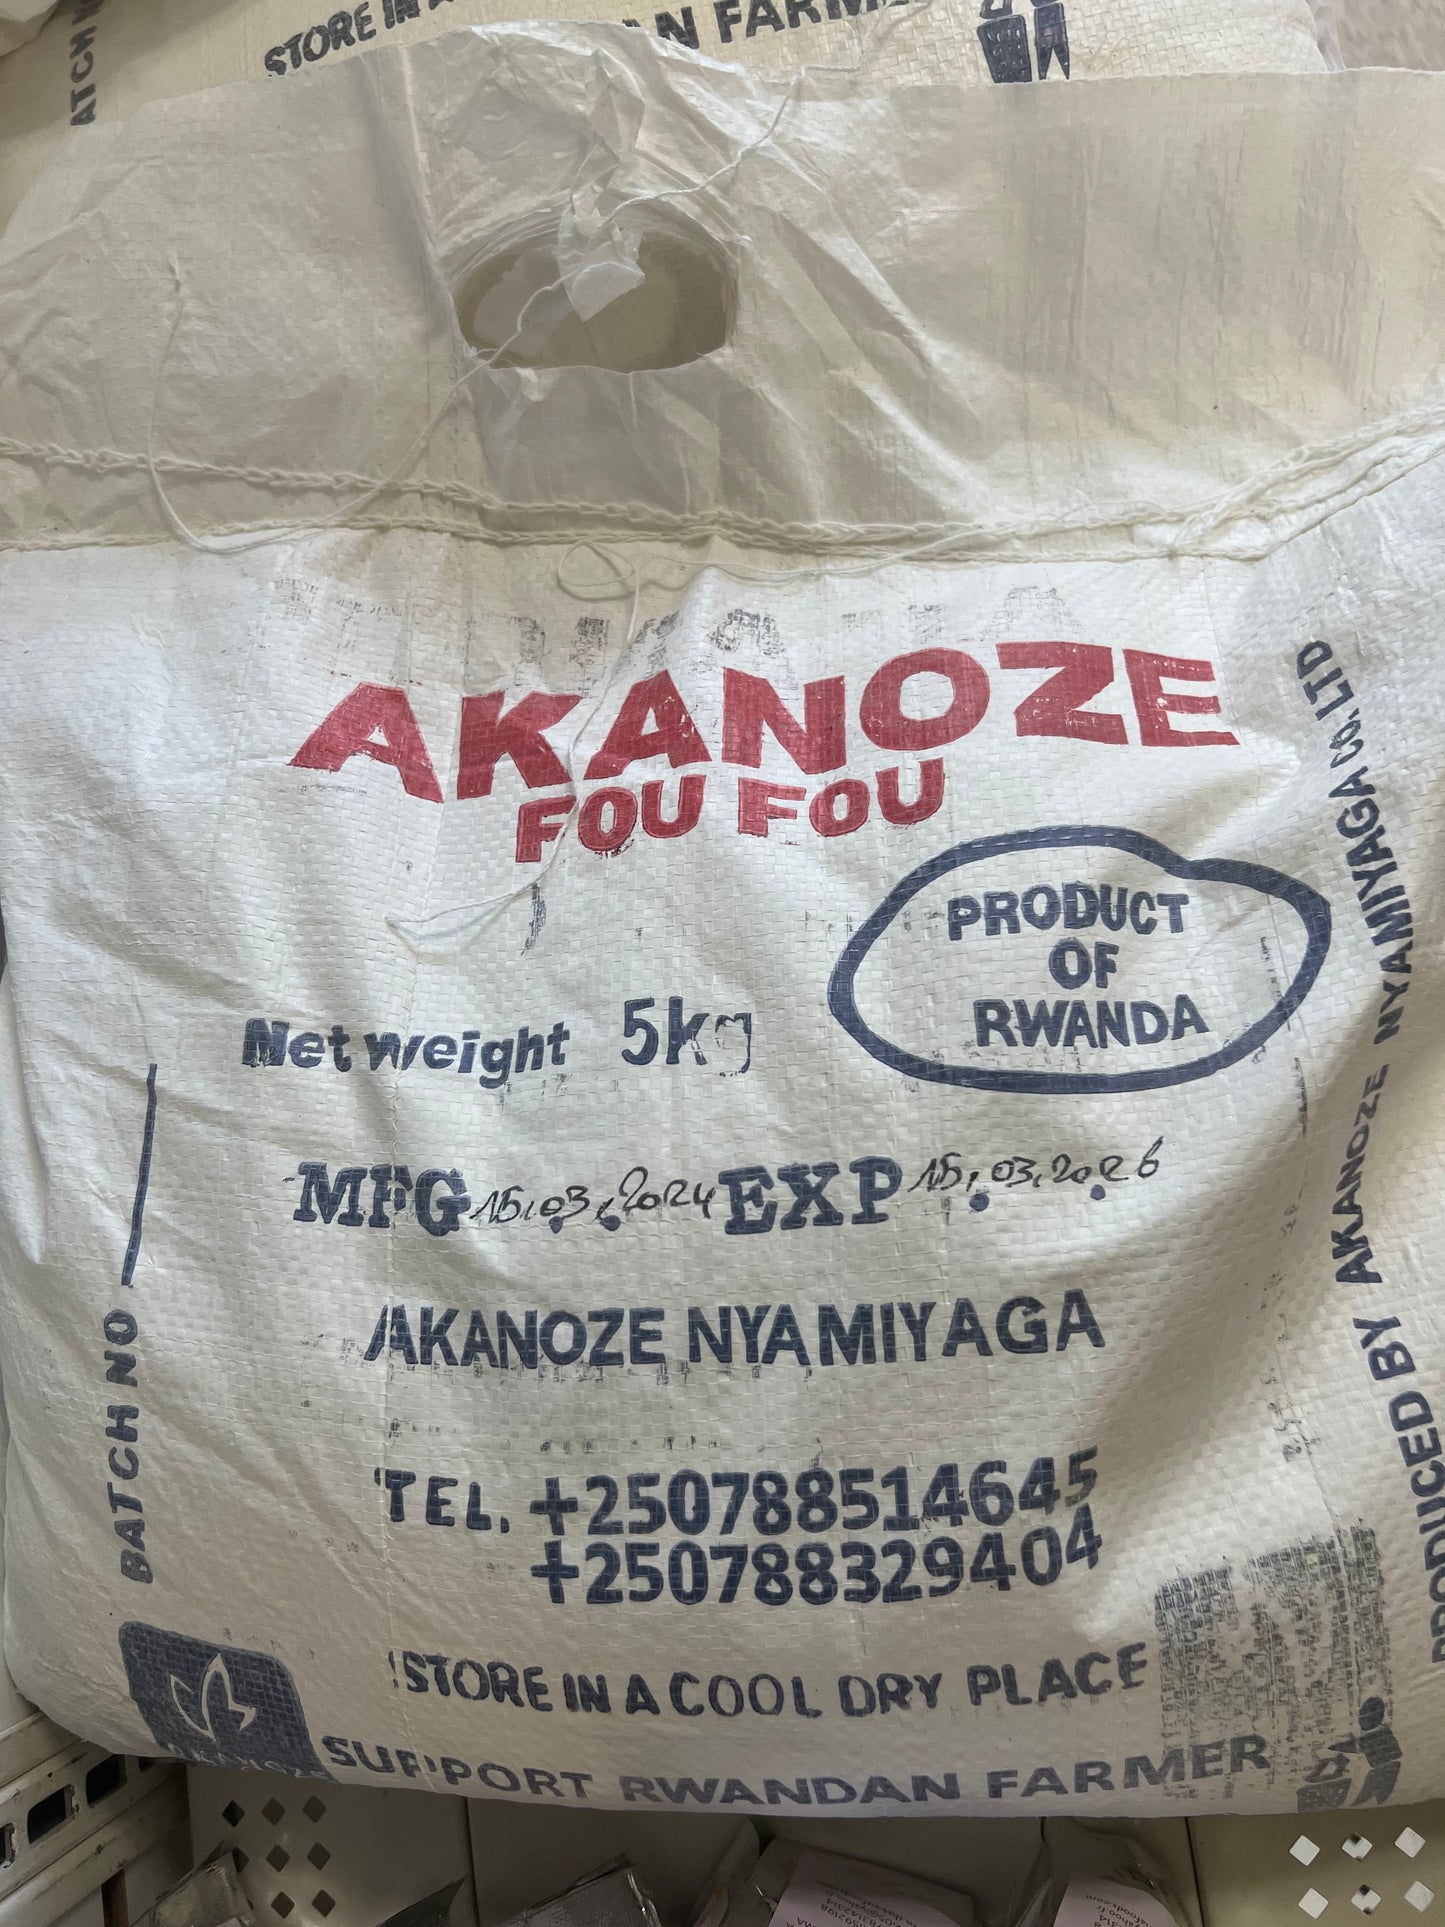 STORE IN
AN FARM
AKANOZE
FOU FOU
PRODUCT
OF
RWANDA
Net weight 5kg
MFG 15.03.2024 EXP 15.03.2026
AKANOZE NYAMIYAGA
TEL. +250788514645
+250788329404
STORE IN A COOL DRY PLACE
SUPPORT RWANDAN FARMER
BATCH NO
PRODUCED BY AKANOZE NYAMIYAGA CO. LTD